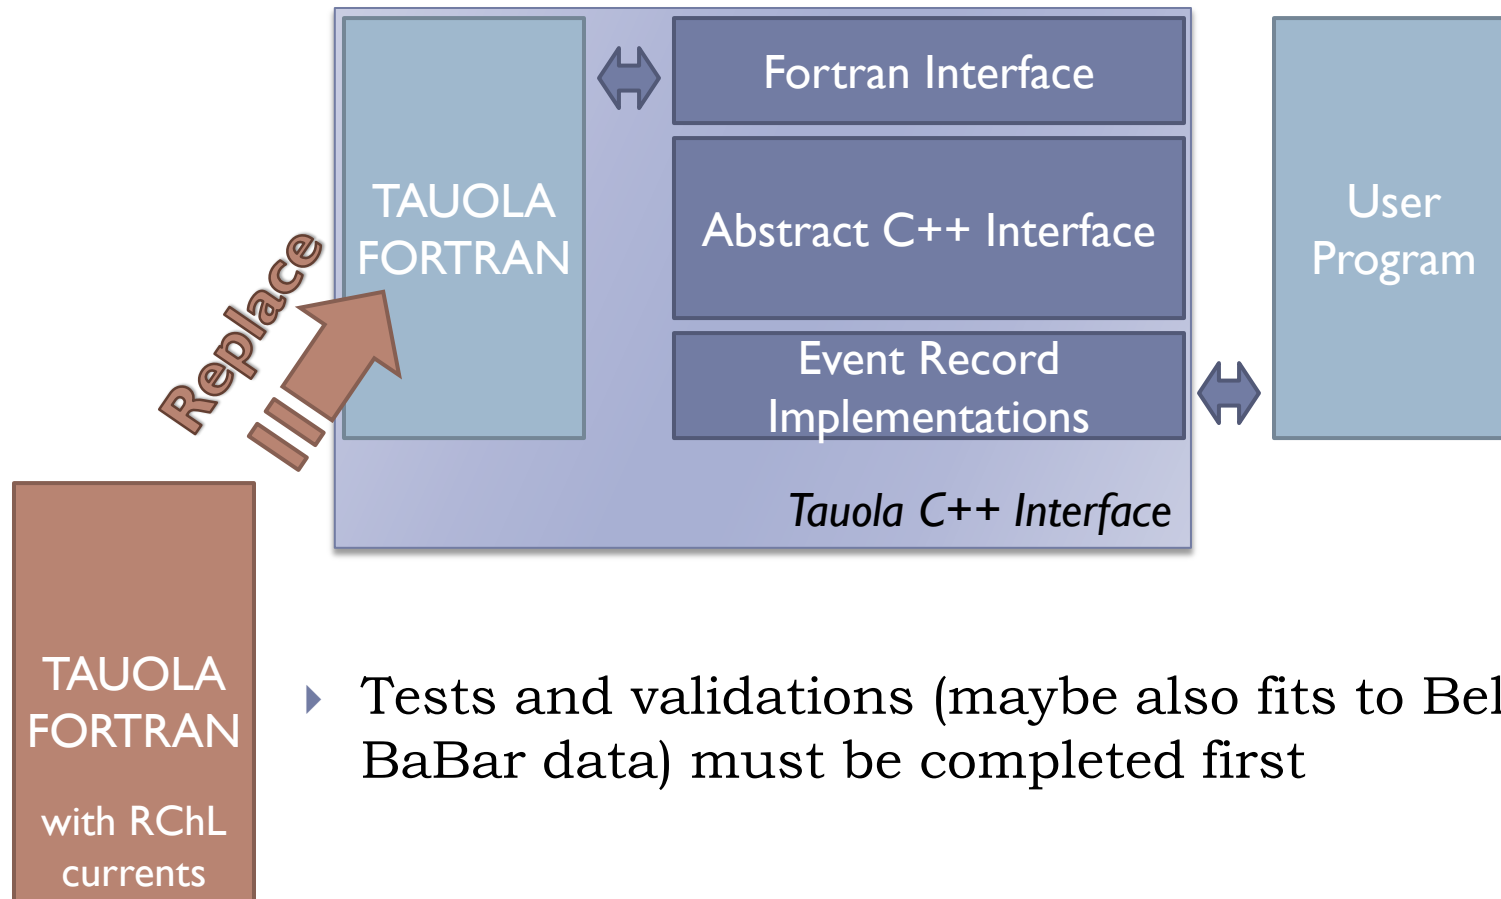 TAUOLA
FORTRAN
Fortran Interface
Abstract C++ Interface
Event Record
Implementations
Tauola C++ Interface
User
Program
Replace
TAUOLA
FORTRAN
with RChL
currents
Tests and validations (maybe also fits to
BaBar data) must be completed first